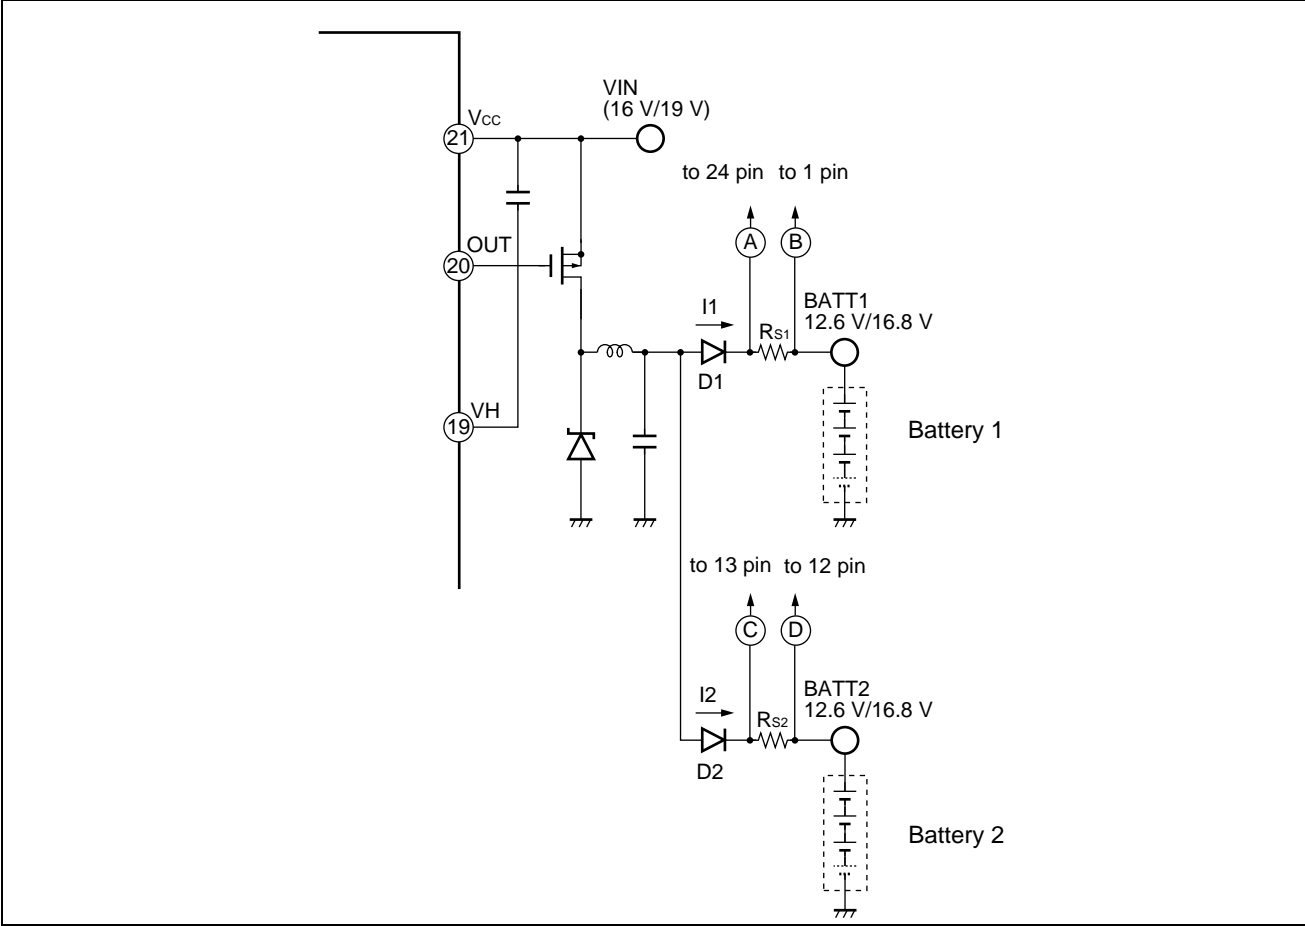 VIN
(16 V/19 V)
VCC
21
to 24 pin to 1 pin
A B
OUT
20
BATT1
12.6 V/16.8 V
I1
RS1
D1
VH
19
Battery 1
to 13 pin to 12 pin
C D
BATT2
12.6 V/16.8 V
I2
RS2
D2
Battery 2